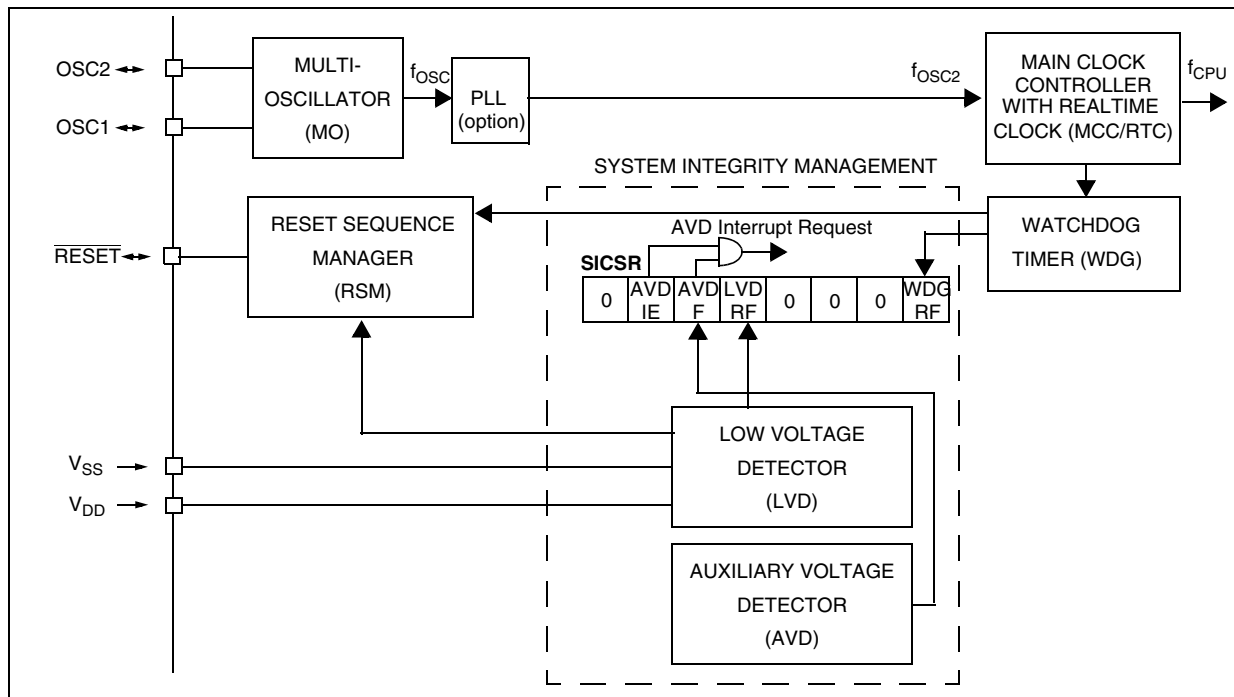 OSC2
OSC1
MULTI-
OSCILLATOR
(MO)
fOSC
PLL
(option)
fOSC2
MAIN CLOCK
CONTROLLER
WITH REALTIME
CLOCK (MCC/RTC)
fCPU
SYSTEM INTEGRITY MANAGEMENT
RESET
RESET SEQUENCE
MANAGER
(RSM)
AVD Interrupt Request
WATCHDOG
TIMER (WDG)
SICSR
0
AVD
IE
AVD
F
LVD
RF
0
0
0
WDG
RF
VSS
VDD
LOW VOLTAGE
DETECTOR
(LVD)
AUXILIARY VOLTAGE
DETECTOR
(AVD)